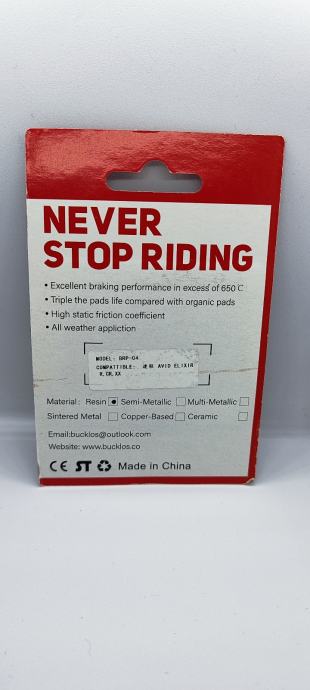 NEVER
STOP RIDING
• Excellent braking performance in excess of 650℃
• Triple the pads life compared with organic pads
• High static friction coefficient
• All weather appliction
MODEL: BRP-04
COMPATTIBLE: 速联 AVID ELIXIR
R,CR,XX
Material: Resin Semi-Metallic Multi-Metallic
Sintered Metal Copper-Based Ceramic
Email:bucklos@outlook.com
Website: www.bucklos.co
CE ST Made in China